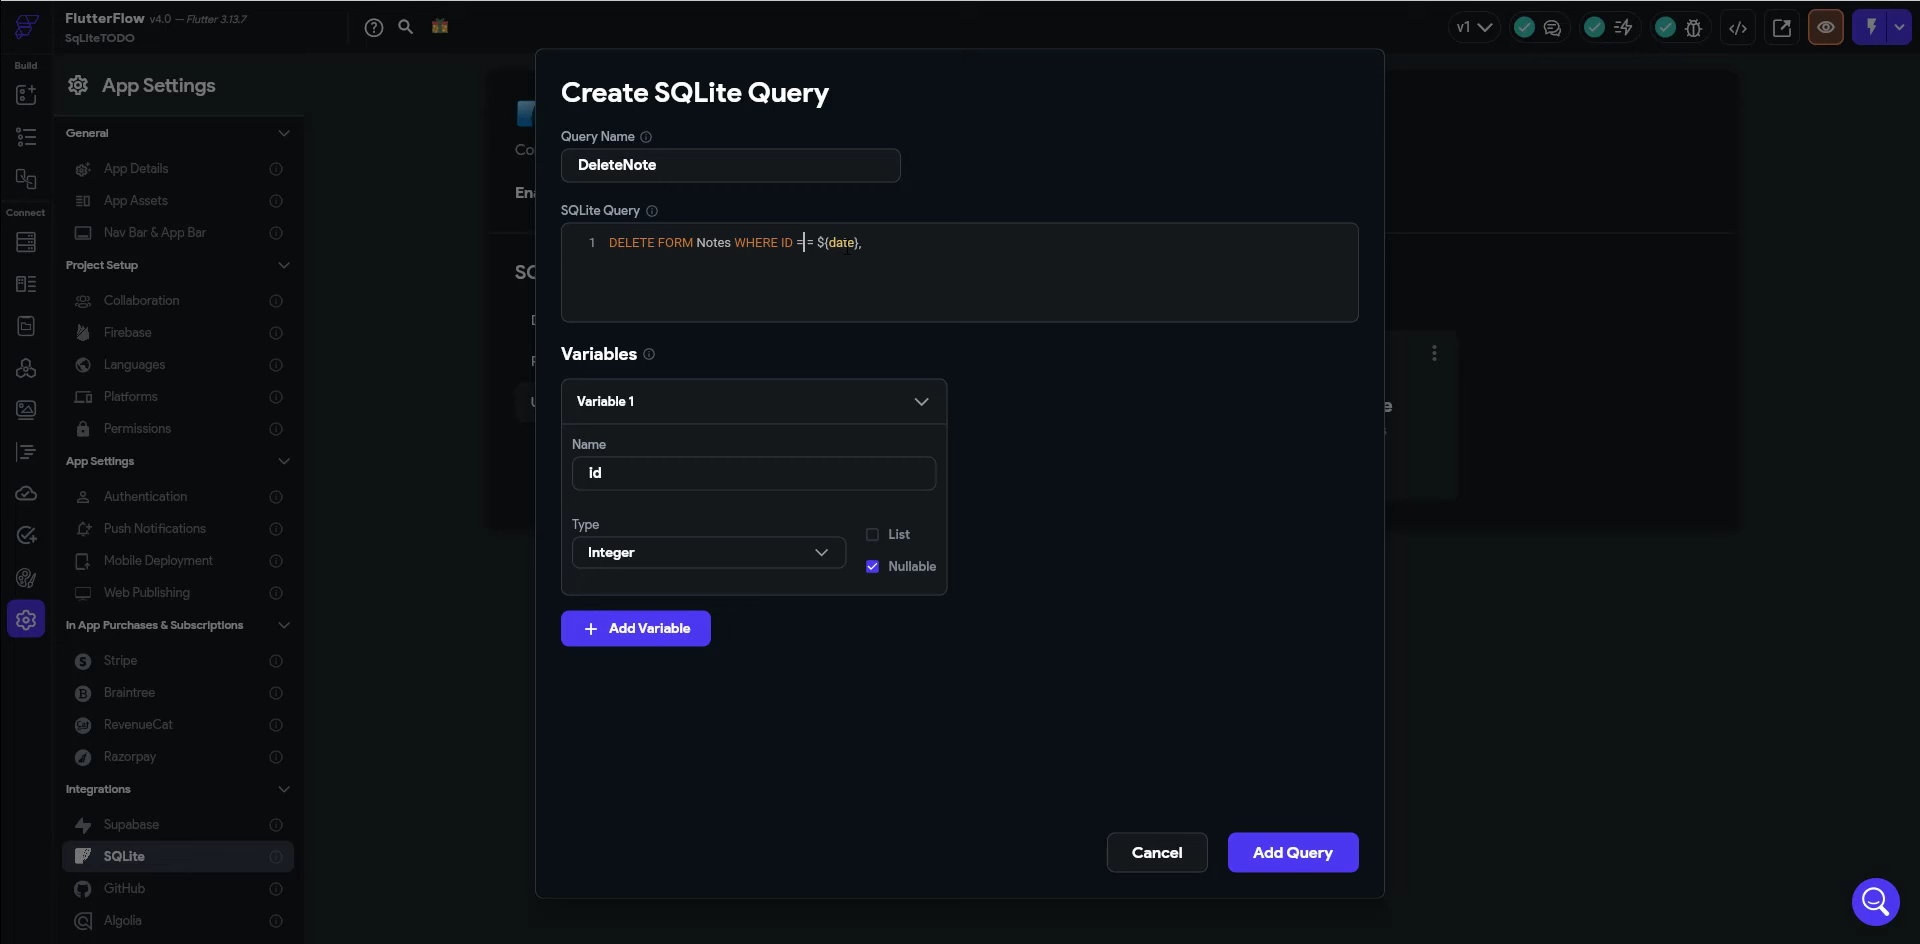 FlutterFlow v4.0 — Flutter 3.13.7
SqLiteTODO
v1
Build
Connect
App Settings
General
App Details
App Assets
Nav Bar & App Bar
Project Setup
Collaboration
Firebase
Languages
Platforms
Permissions
App Settings
Authentication
Push Notifications
Mobile Deployment
Web Publishing
In App Purchases & Subscriptions
Stripe
Braintree
RevenueCat
Razorpay
Integrations
Supabase
SQLite
GitHub
Algolia
Create SQLite Query
Query Name
DeleteNote
SQLite Query
1 DELETE FORM Notes WHERE ID == ${date},
Variables
Variable 1
Name
id
Type
Integer
List
Nullable
+ Add Variable
Cancel
Add Query